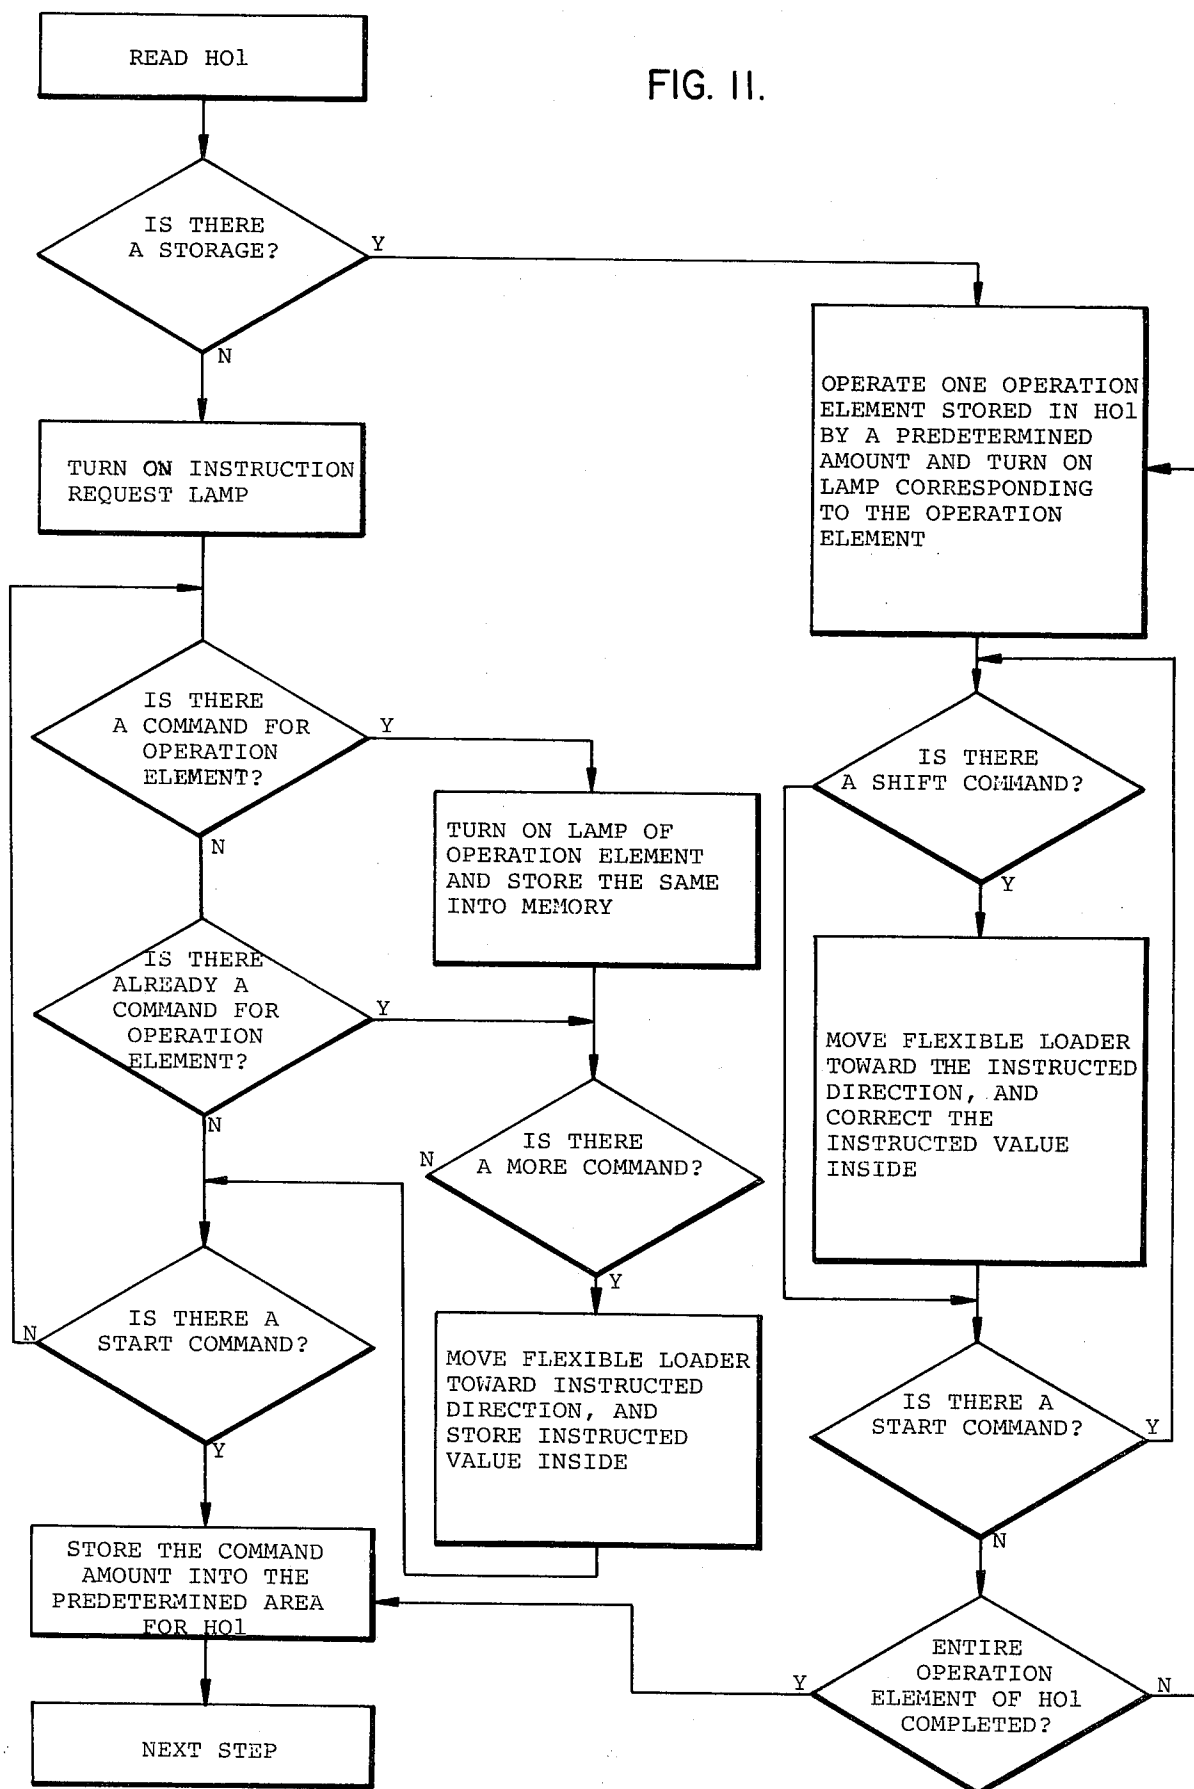 READ HO1
FIG. 11.
IS THERE
A STORAGE?
Y
N
TURN ON INSTRUCTION
REQUEST LAMP
OPERATE ONE OPERATION
ELEMENT STORED IN HO1
BY A PREDETERMINED
AMOUNT AND TURN ON
LAMP CORRESPONDING
TO THE OPERATION
ELEMENT
IS THERE
A COMMAND FOR
OPERATION
ELEMENT?
Y
N
TURN ON LAMP OF
OPERATION ELEMENT
AND STORE THE SAME
INTO MEMORY
IS THERE
A SHIFT COMMAND?
Y
IS THERE
ALREADY A
COMMAND FOR
OPERATION
ELEMENT?
Y
N
MOVE FLEXIBLE LOADER
TOWARD THE INSTRUCTED
DIRECTION, AND
CORRECT THE
INSTRUCTED VALUE
INSIDE
IS THERE
A MORE COMMAND?
N
Y
IS THERE A
START COMMAND?
N
Y
MOVE FLEXIBLE LOADER
TOWARD INSTRUCTED
DIRECTION, AND
STORE INSTRUCTED
VALUE INSIDE
IS THERE A
START COMMAND?
Y
N
STORE THE COMMAND
AMOUNT INTO THE
PREDETERMINED AREA
FOR HO1
ENTIRE
OPERATION
ELEMENT OF HO1
COMPLETED?
Y
N
NEXT STEP